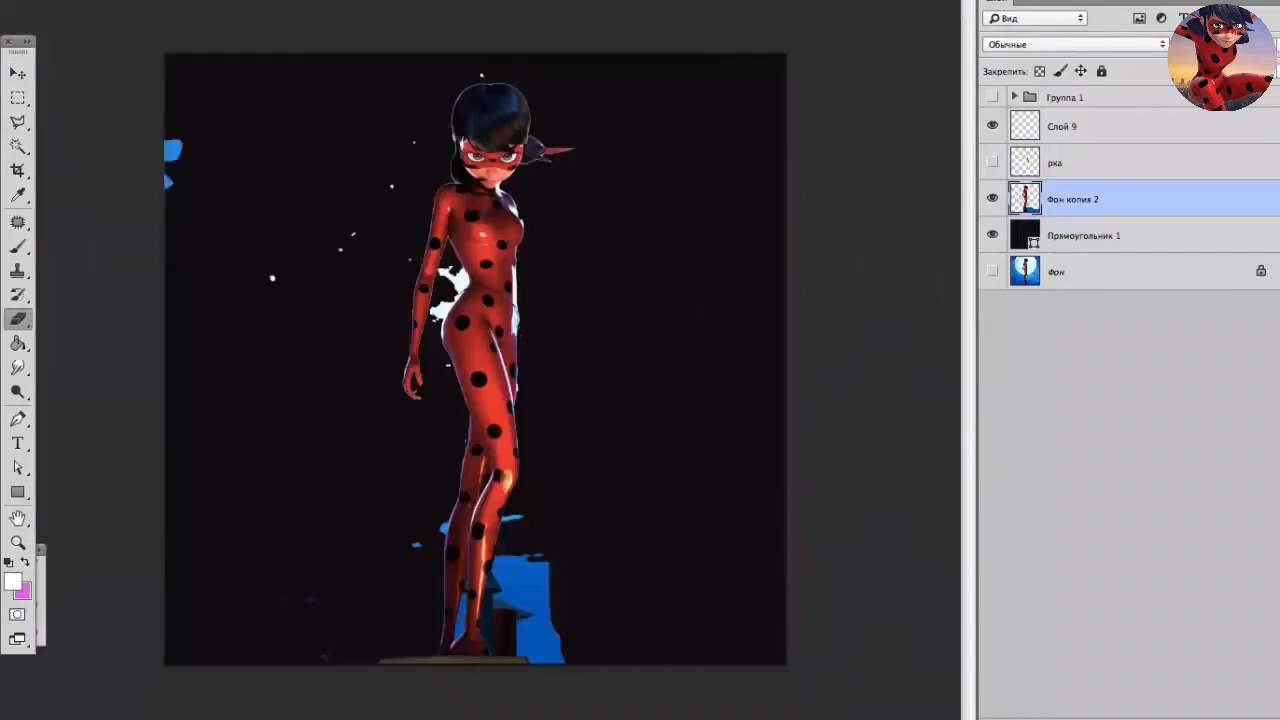 Вид
Обычные
Закрепить:
Группа 1
Слой 9
рка
Фон копия 2
Прямоугольник 1
Фон